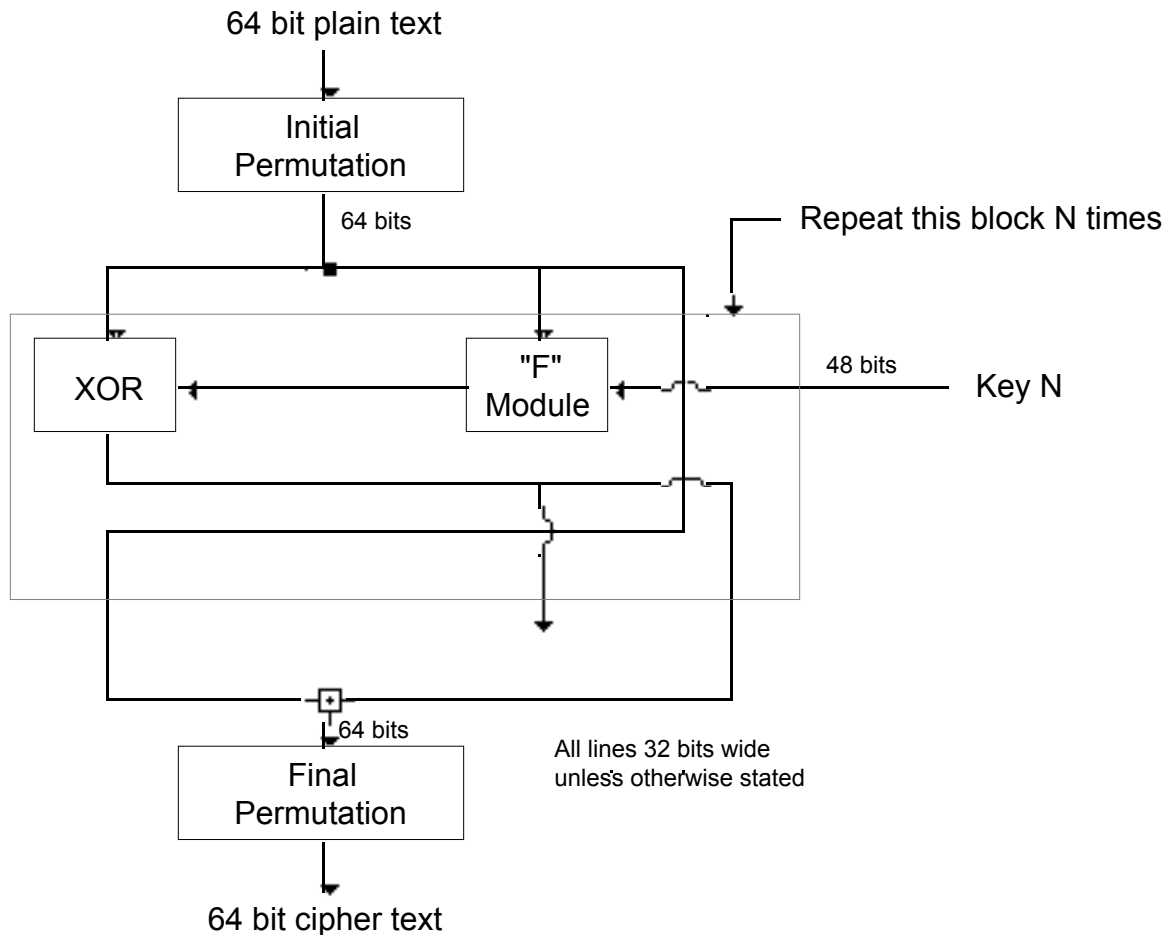 64 bit plain text
Initial
Permutation
64 bits
Repeat this block N times
XOR
"F"
Module
48 bits
Key N
64 bits
All lines 32 bits wide
unless otherwise stated
Final
Permutation
64 bit cipher text